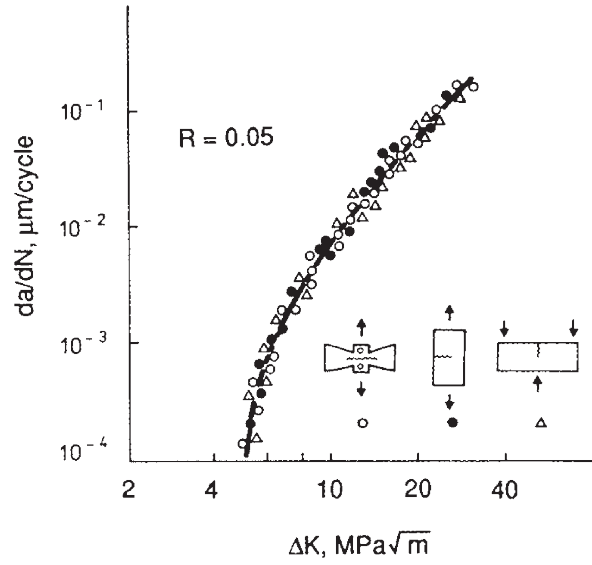 da/dN, μm/cycle
10⁻¹
10⁻²
10⁻³
10⁻⁴
R = 0.05
2 4 10 20 40
ΔK, MPa√m